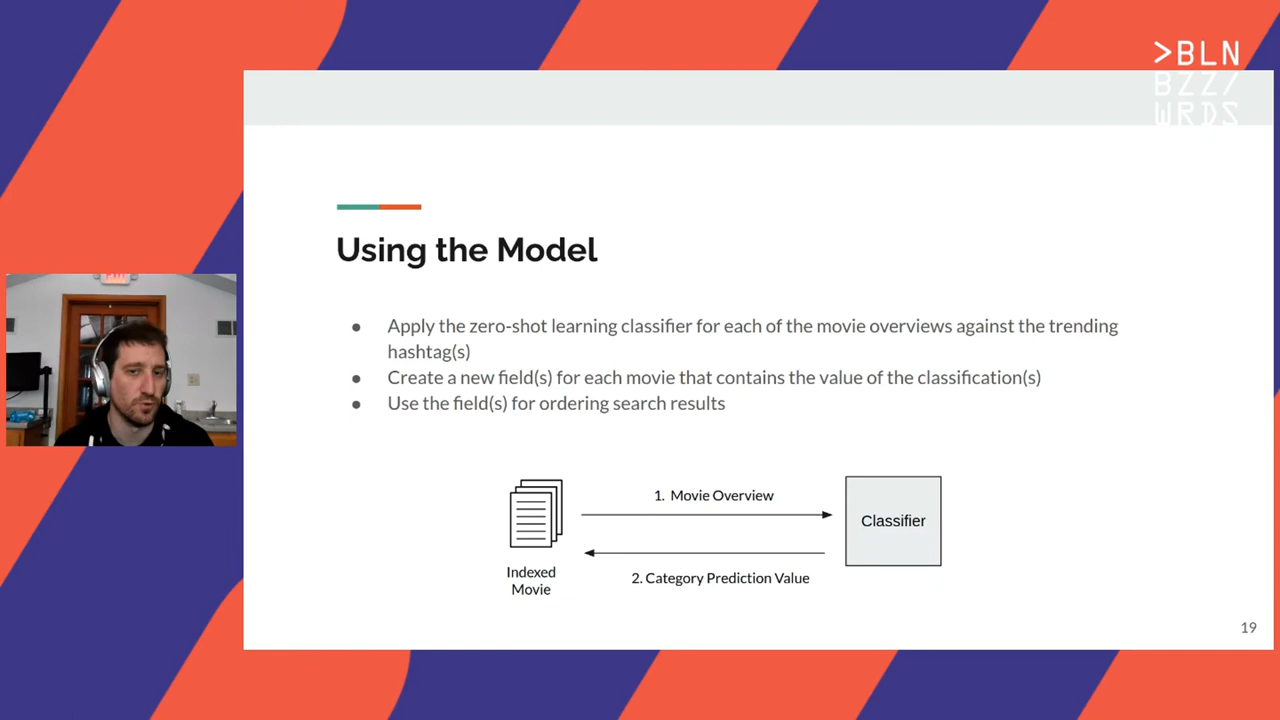 >BLN
BZZ/
WRDS
Using the Model
● Apply the zero-shot learning classifier for each of the movie overviews against the trending
hashtag(s)
● Create a new field(s) for each movie that contains the value of the classification(s)
● Use the field(s) for ordering search results
1. Movie Overview
Classifier
2. Category Prediction Value
Indexed
Movie
19